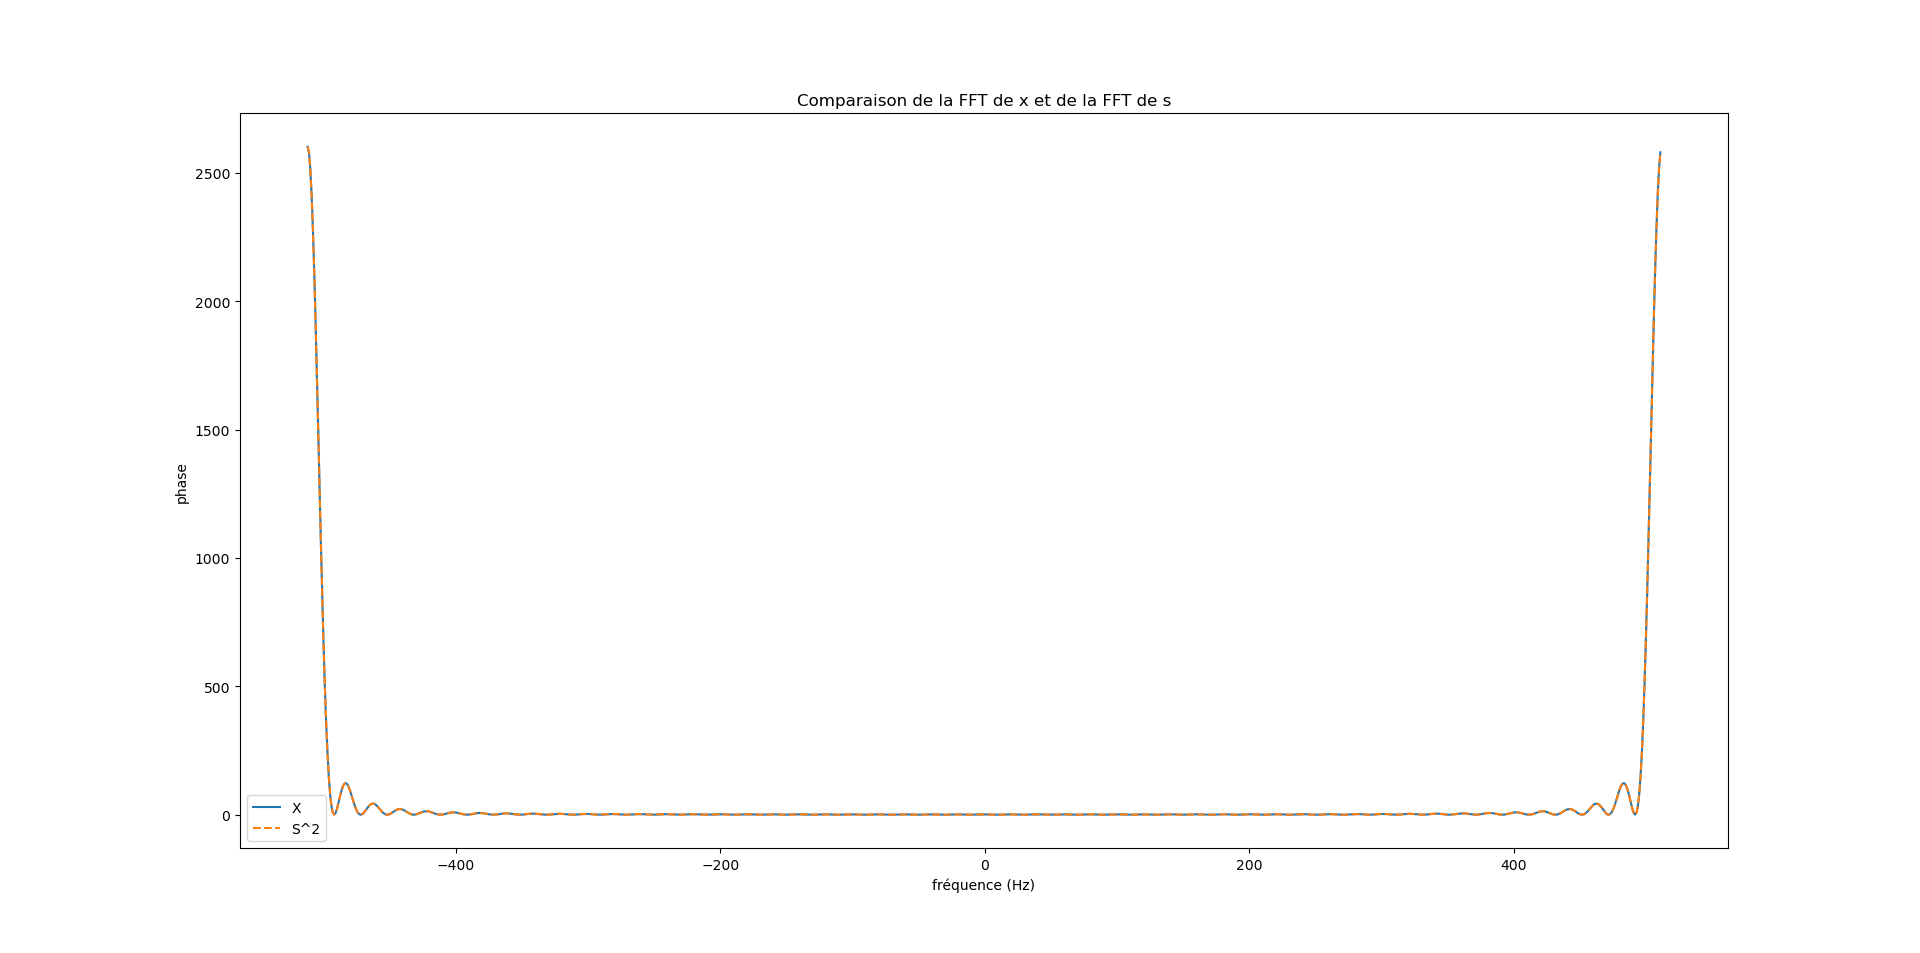 Comparaison de la FFT de x et de la FFT de s
2500
2000
1500
1000
500
0
phase
X
S^2
−400
−200
0
200
400
fréquence (Hz)